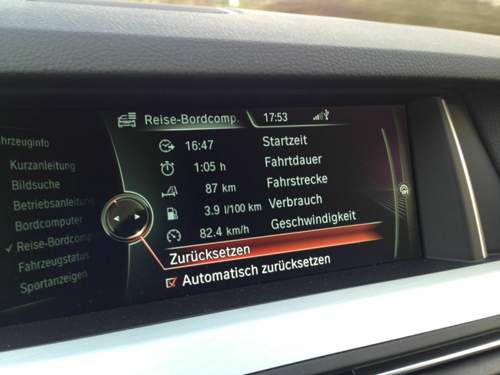 Reise-Bordcomp. 17:53
16:47 Startzeit
1:05 h Fahrtdauer
87 km Fahrstrecke
3.9 l/100 km Verbrauch
82.4 km/h Geschwindigkeit
Zurücksetzen
Automatisch zurücksetzen
hrzeuginfo
Kurzanleitung
Bildsuche
Betriebsanleitung
Bordcomputer
Reise-Bordcomp
Fahrzeugstatus
Sportanzeigen